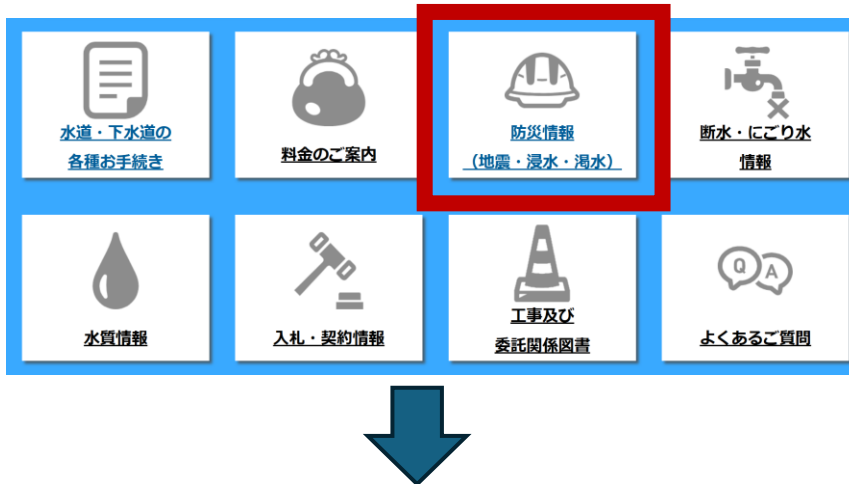 水道・下水道の
各種お手続き
料金のご案内
防災情報
（地震・浸水・渇水）
断水・にごり水
情報
水質情報
入札・契約情報
工事及び
委託関係図書
Q A
よくあるご質問